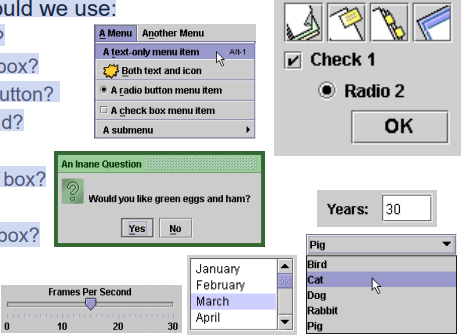 ould we use:
?
box?
utton?
d?
box?
box?
A Menu Another Menu
A text-only menu item Alt-1
Both text and icon
A radio button menu item
A check box menu item
A submenu
Check 1
Radio 2
OK
An Inane Question
Would you like green eggs and ham?
Yes No
Years: 30
Frames Per Second
0 10 20 30
January
February
March
April
Pig
Bird
Cat
Dog
Rabbit
Pig